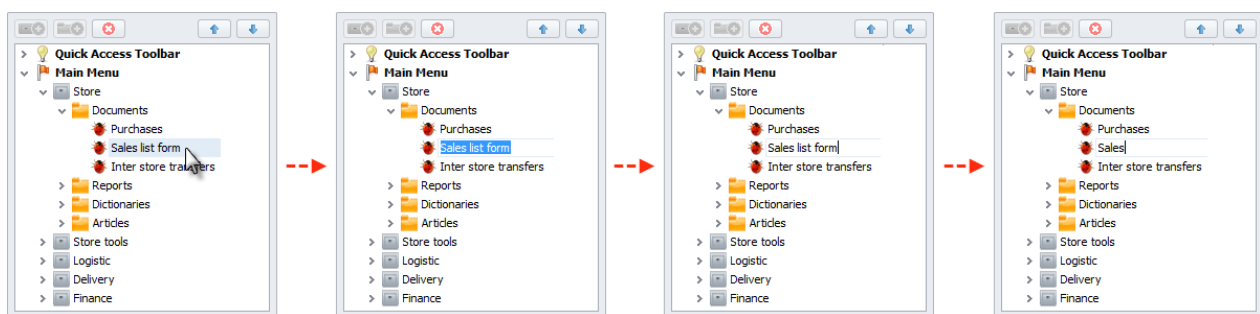 Quick Access Toolbar
Main Menu
Store
Documents
Purchases
Sales list form
Inter store transfers
Reports
Dictionaries
Articles
Store tools
Logistic
Delivery
Finance
Quick Access Toolbar
Main Menu
Store
Documents
Purchases
Sales list form
Inter store transfers
Reports
Dictionaries
Articles
Store tools
Logistic
Delivery
Finance
Quick Access Toolbar
Main Menu
Store
Documents
Purchases
Sales list form
Inter store transfers
Reports
Dictionaries
Articles
Store tools
Logistic
Delivery
Finance
Quick Access Toolbar
Main Menu
Store
Documents
Purchases
Sales
Inter store transfers
Reports
Dictionaries
Articles
Store tools
Logistic
Delivery
Finance